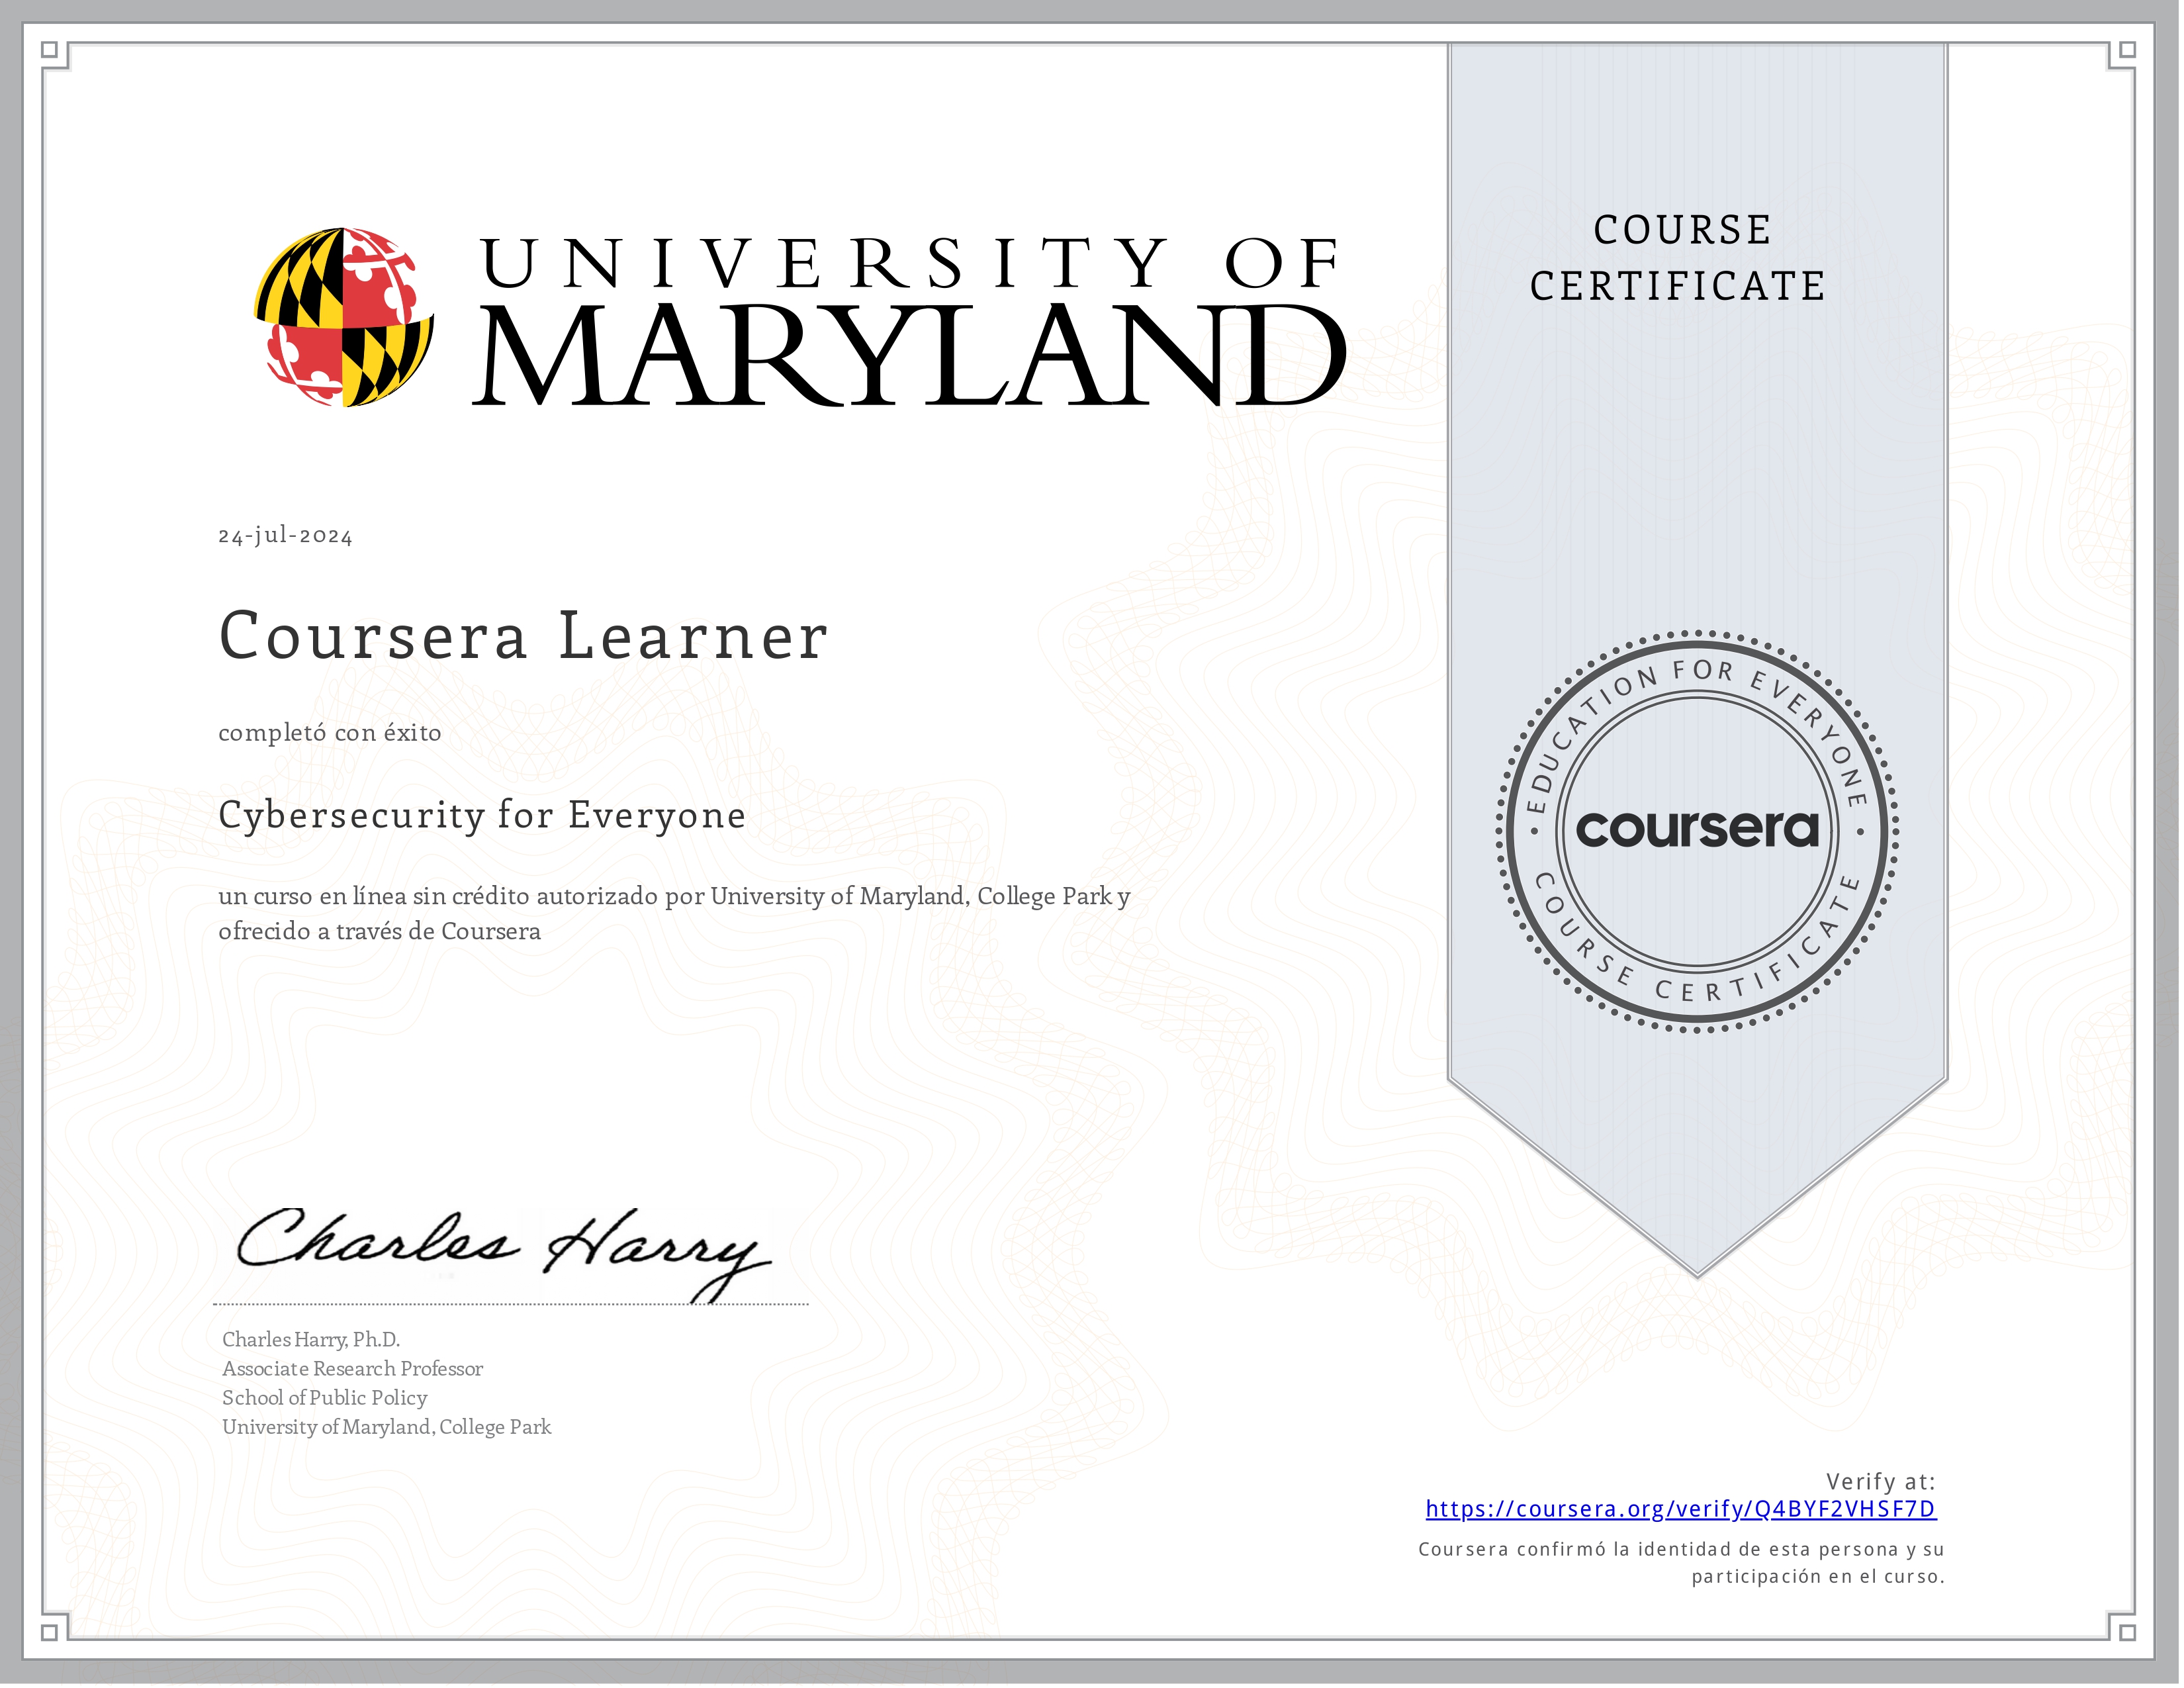 UNIVERSITY OF
MARYLAND
COURSE
CERTIFICATE
24-jul-2024
Coursera Learner
completó con éxito
Cybersecurity for Everyone
un curso en línea sin crédito autorizado por University of Maryland, College Park y
ofrecido a través de Coursera
EDUCATION FOR EVERYONE
coursera
COURSE CERTIFICATE
Charles Harry
Charles Harry, Ph.D.
Associate Research Professor
School of Public Policy
University of Maryland, College Park
Verify at:
https://coursera.org/verify/Q4BYF2VHSF7D
Coursera confirmó la identidad de esta persona y su
participación en el curso.